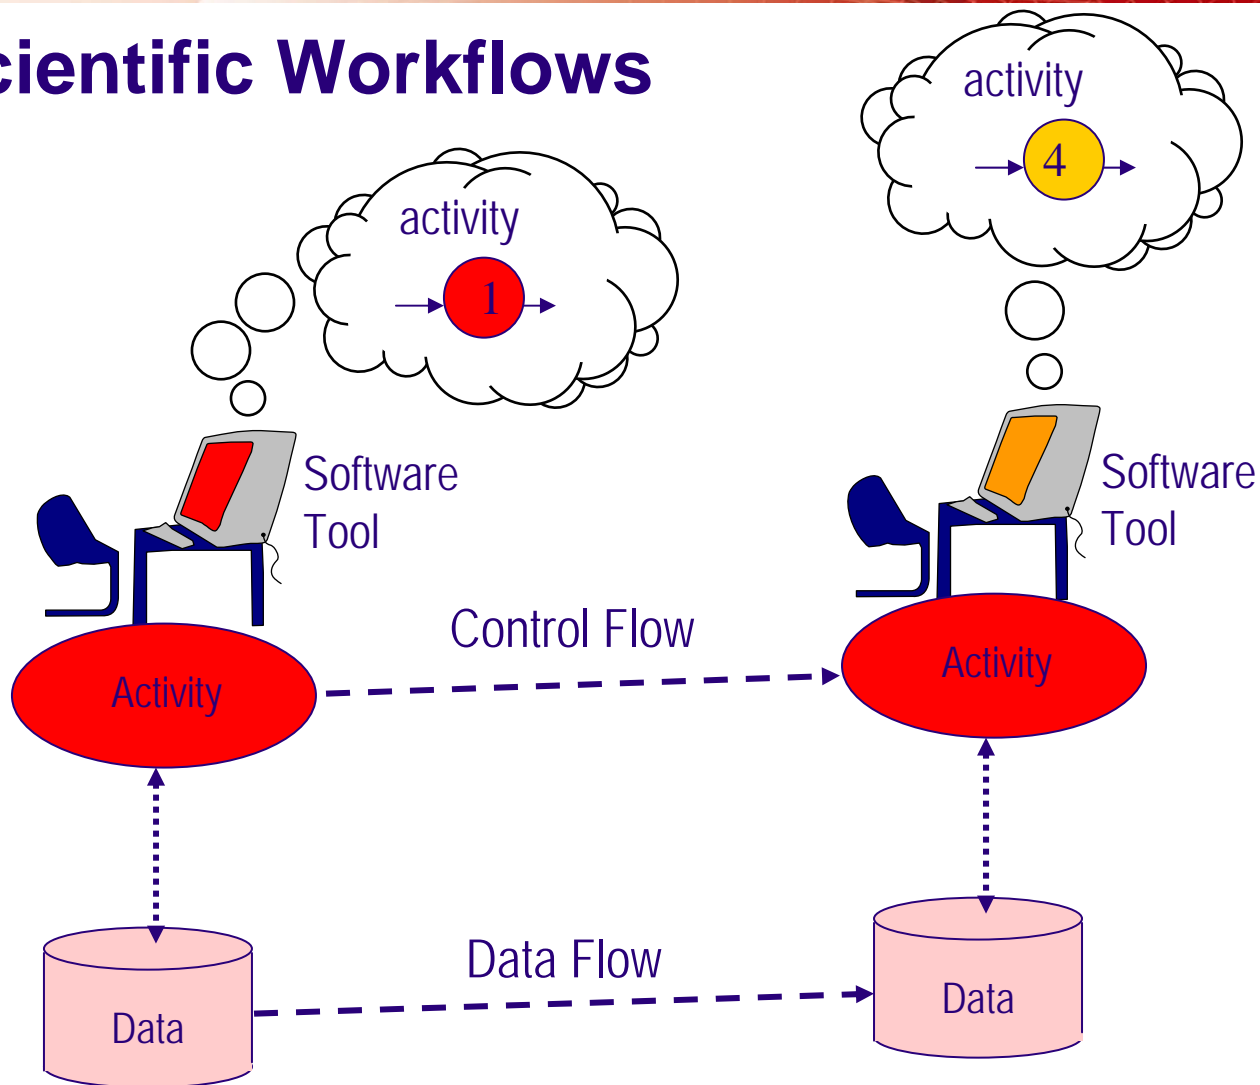 cientific Workflows
activity
4
activity
1
Software
Tool
Software
Tool
Control Flow
Activity
Activity
Data Flow
Data
Data